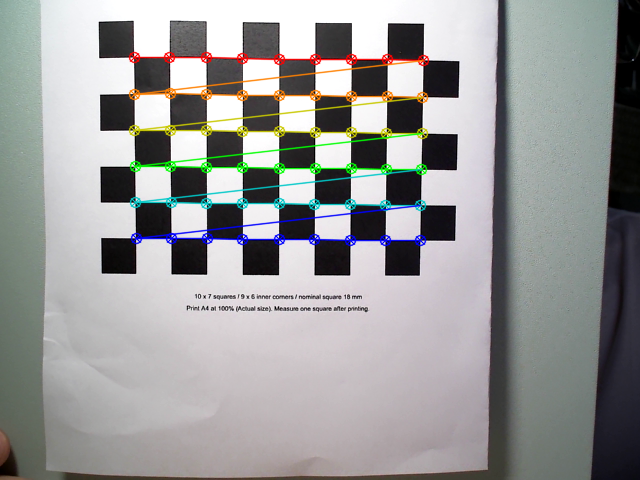 10 x 7 squares / 9 x 6 inner corners / nominal square 18 mm
Print A4 at 100% (Actual size). Measure one square after printing.